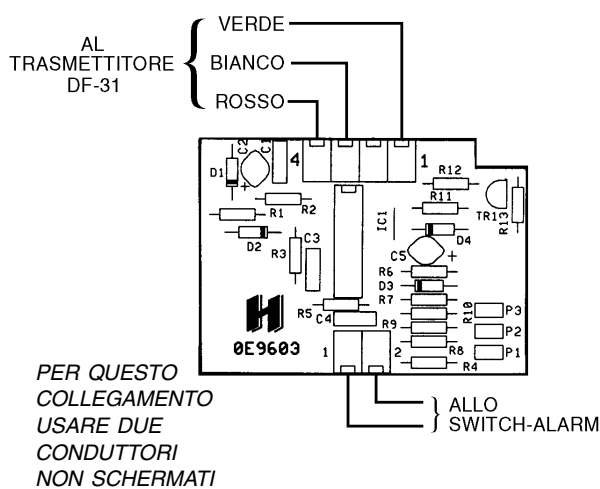 VERDE
AL
TRASMETTITORE
DF-31
BIANCO
ROSSO
C2
C1
4
1
D1
R12
R11
TR1
R13
R1
R2
IC1
D2
D4
R3
C3
C5
R6
D3
R7
R5
C4
R9
R10
P3
P2
P1
R8
R4
0E9603
1
2
PER QUESTO
COLLEGAMENTO
USARE DUE
CONDUTTORI
NON SCHERMATI
ALLO
SWITCH-ALARM